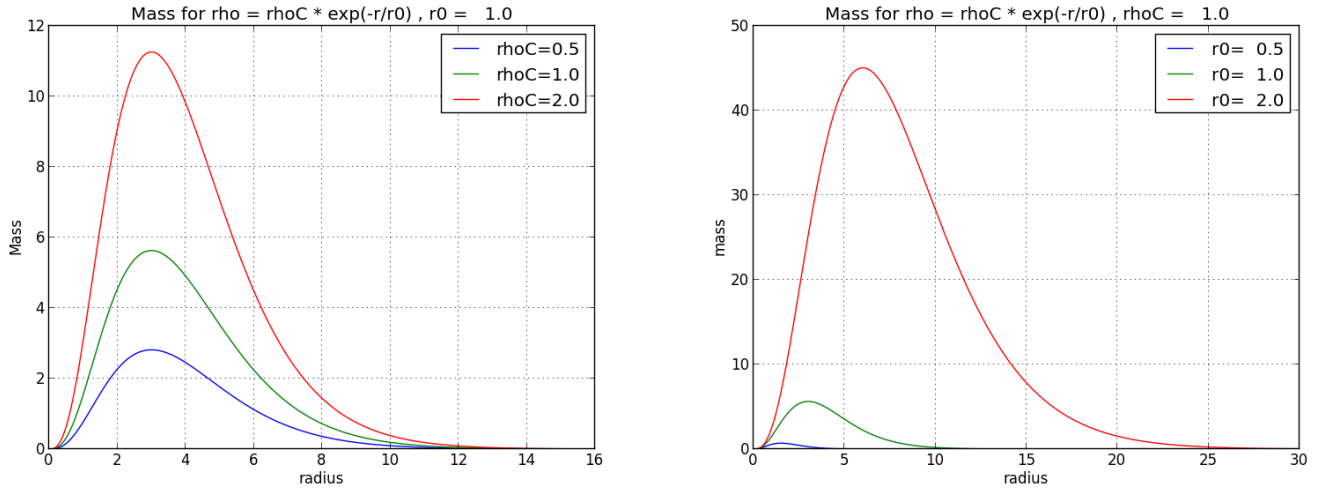 Mass for rho = rhoC * exp(-r/r0) , r0 = 1.0
12
10
8
6
4
2
0
Mass
rhoC=0.5
rhoC=1.0
rhoC=2.0
0 2 4 6 8 10 12 14 16
radius
Mass for rho = rhoC * exp(-r/r0) , rhoC = 1.0
50
40
30
20
10
0
mass
r0= 0.5
r0= 1.0
r0= 2.0
0 5 10 15 20 25 30
radius